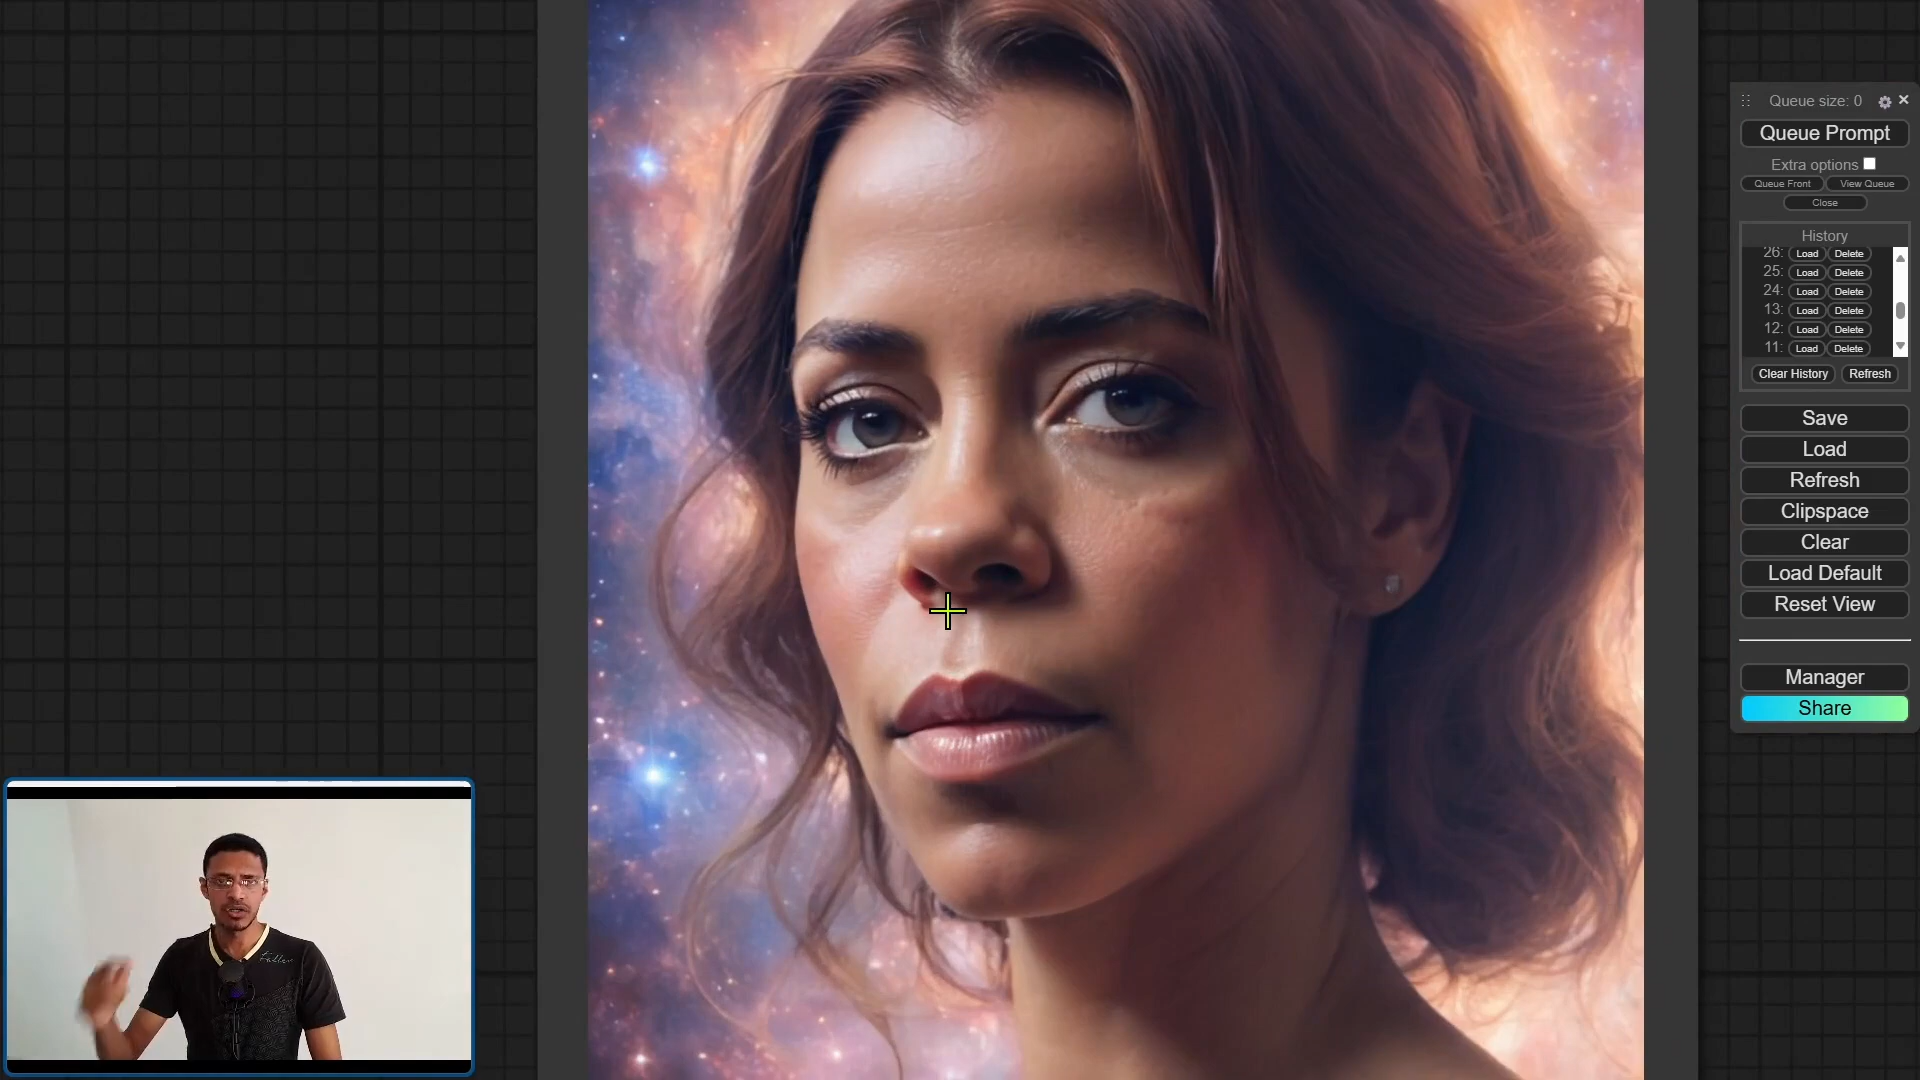 Queue size: 0
Queue Prompt
Extra options
Queue Front View Queue
Close
History
26: Load Delete
25: Load Delete
24: Load Delete
13: Load Delete
12: Load Delete
11: Load Delete
Clear History Refresh
Save
Load
Refresh
Clipspace
Clear
Load Default
Reset View
Manager
Share